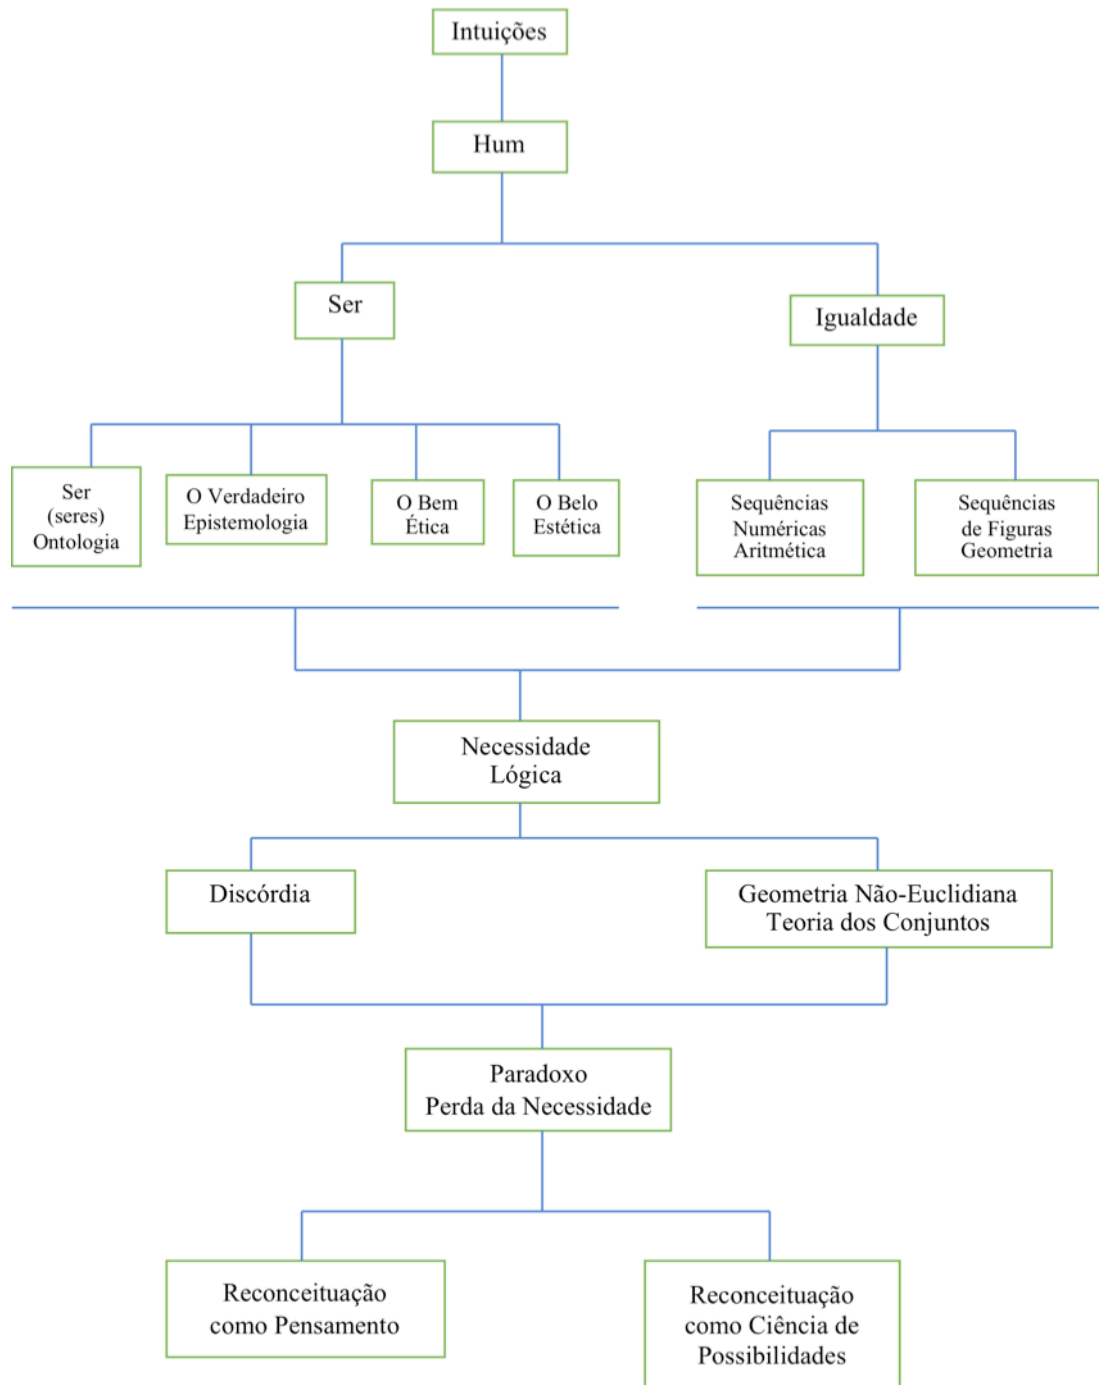 Intuições
Hum
Ser
Igualdade
Ser
(seres)
Ontologia
O Verdadeiro
Epistemologia
O Bem
Ética
O Belo
Estética
Sequências
Numéricas
Aritmética
Sequências
de Figuras
Geometria
Necessidade
Lógica
Discórdia
Geometria Não-Euclidiana
Teoria dos Conjuntos
Paradoxo
Perda da Necessidade
Reconceituação
como Pensamento
Reconceituação
como Ciência de
Possibilidades